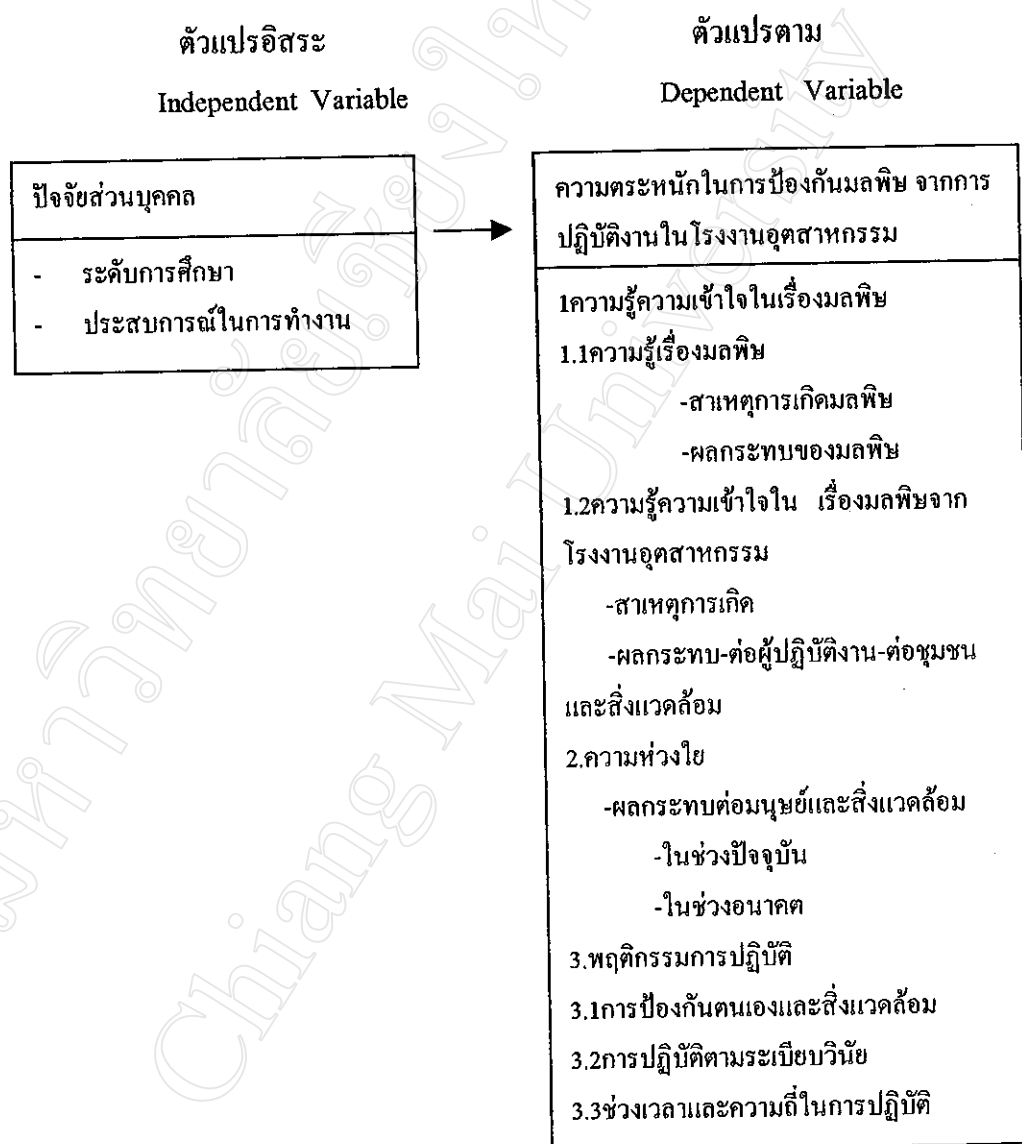 ตัวแปรอิสระ
Independent Variable
ปัจจัยส่วนบุคคล
- ระดับการศึกษา
- ประสบการณ์ในการทำงาน
ตัวแปรตาม
Dependent Variable
ความตระหนักในการป้องกันมลพิษ จากการ
ปฏิบัติงานในโรงงานอุตสาหกรรม
1ความรู้ความเข้าใจในเรื่องมลพิษ
1.1ความรู้เรื่องมลพิษ
-สาเหตุการเกิดมลพิษ
-ผลกระทบของมลพิษ
1.2ความรู้ความเข้าใจใน เรื่องมลพิษจาก
โรงงานอุตสาหกรรม
-สาเหตุการเกิด
-ผลกระทบ-ต่อผู้ปฏิบัติงาน-ต่อชุมชน
และสิ่งแวดล้อม
2.ความห่วงใย
-ผลกระทบต่อมนุษย์และสิ่งแวดล้อม
-ในช่วงปัจจุบัน
-ในช่วงอนาคต
3.พฤติกรรมการปฏิบัติ
3.1การป้องกันตนเองและสิ่งแวดล้อม
3.2การปฏิบัติตามระเบียบวินัย
3.3ช่วงเวลาและความถี่ในการปฏิบัติ
Chiang Mai University